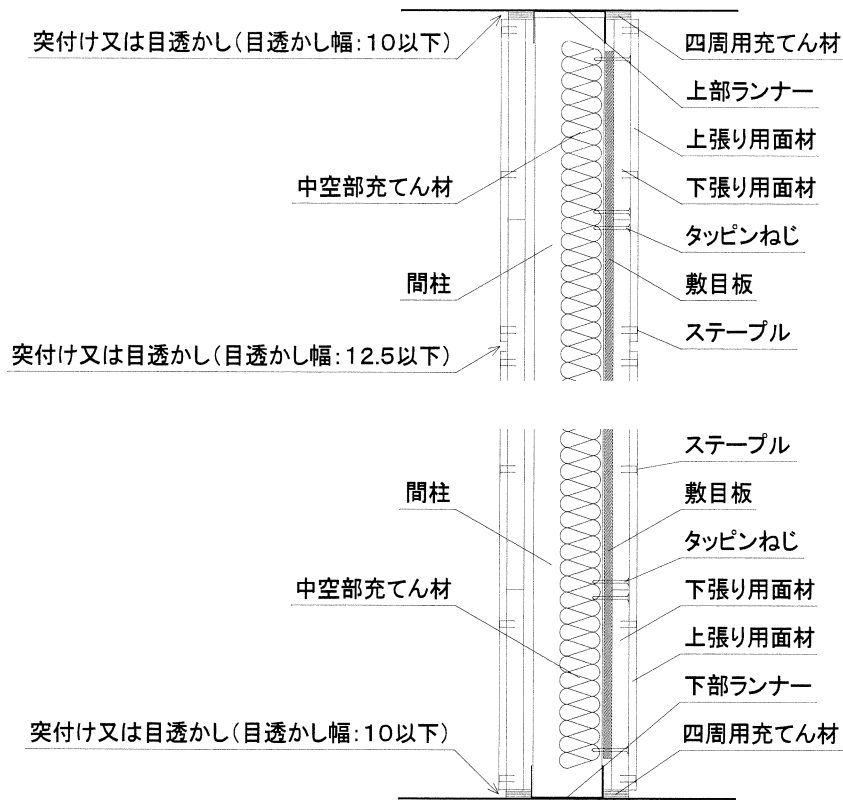 突付け又は目透かし(目透かし幅:10以下)
四周用充てん材
上部ランナー
上張り用面材
中空部充てん材
下張り用面材
タッピンねじ
間柱
敷目板
ステープル
突付け又は目透かし(目透かし幅:12.5以下)
ステープル
間柱
敷目板
タッピンねじ
中空部充てん材
下張り用面材
上張り用面材
下部ランナー
突付け又は目透かし(目透かし幅:10以下)
四周用充てん材